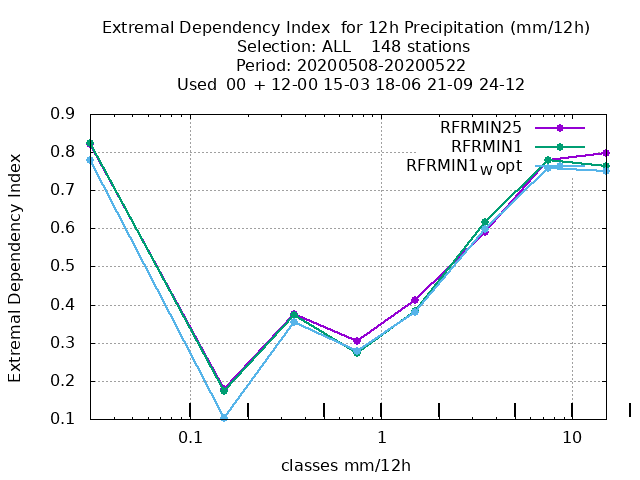 Extremal Dependency Index  for 12h Precipitation (mm/12h)
Selection: ALL    148 stations
Period: 20200508-20200522
Used  00 + 12-00 15-03 18-06 21-09 24-12
RFRMIN25
RFRMIN1
RFRMIN1W opt
Extremal Dependency Index
0.9
0.8
0.7
0.6
0.5
0.4
0.3
0.2
0.1
0.1 1 10
classes mm/12h